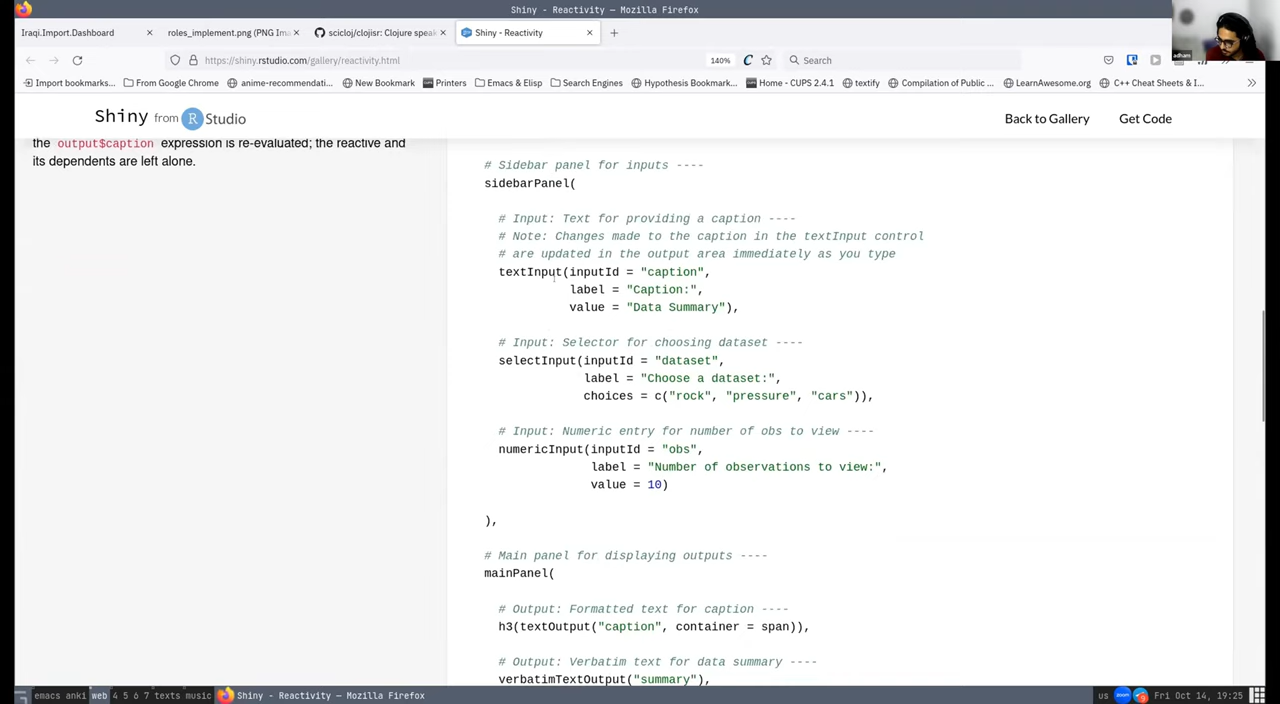 Shiny - Reactivity — Mozilla Firefox
Iraqi.Import.Dashboard
roles_implement.png (PNG Ima
scicloj/clojisr: Clojure speak
Shiny - Reactivity
https://shiny.rstudio.com/gallery/reactivity.html
140%
Search
adham
Import bookmarks...
From Google Chrome
anime-recommendati...
New Bookmark
Printers
Emacs & Elisp
Search Engines
Hypothesis Bookmark...
Home - CUPS 2.4.1
textify
Compilation of Public ...
LearnAwesome.org
C++ Cheat Sheets & I...
Shiny from R Studio
Back to Gallery
Get Code
the output$caption expression is re-evaluated; the reactive and
its dependents are left alone.
# Sidebar panel for inputs ----
sidebarPanel(
# Input: Text for providing a caption ----
# Note: Changes made to the caption in the textInput control
# are updated in the output area immediately as you type
textInput(inputId = "caption",
label = "Caption:",
value = "Data Summary"),
# Input: Selector for choosing dataset ----
selectInput(inputId = "dataset",
label = "Choose a dataset:",
choices = c("rock", "pressure", "cars")),
# Input: Numeric entry for number of obs to view ----
numericInput(inputId = "obs",
label = "Number of observations to view:",
value = 10)
),
# Main panel for displaying outputs ----
mainPanel(
# Output: Formatted text for caption ----
h3(textOutput("caption", container = span)),
# Output: Verbatim text for data summary ----
verbatimTextOutput("summary"),
emacs anki web 4 5 6 7 texts music
Shiny - Reactivity — Mozilla Firefox
us
zoom
Fri Oct 14, 19:25